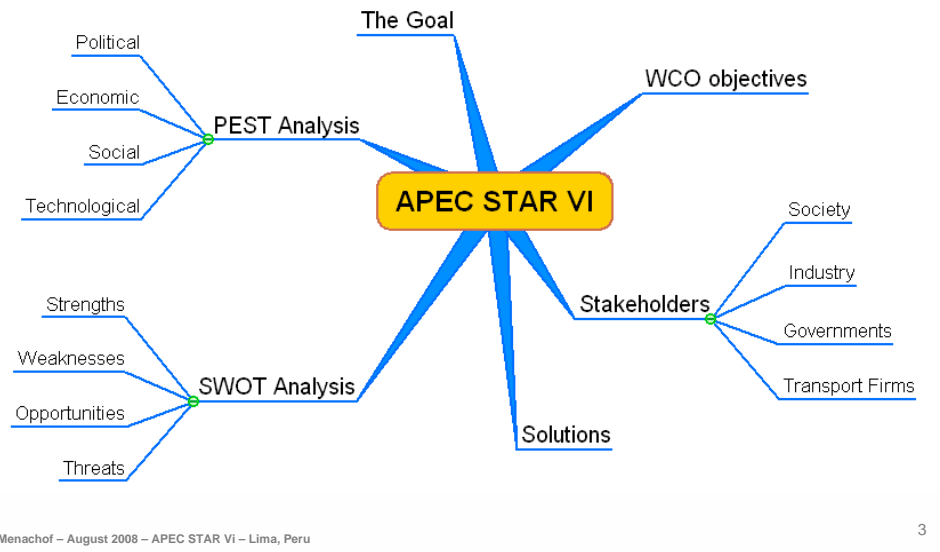 The Goal
WCO objectives
Political
Economic
Social
Technological
PEST Analysis
APEC STAR VI
Society
Industry
Governments
Transport Firms
Stakeholders
Strengths
Weaknesses
Opportunities
Threats
SWOT Analysis
Solutions
Menachof – August 2008 – APEC STAR Vi – Lima, Peru
3